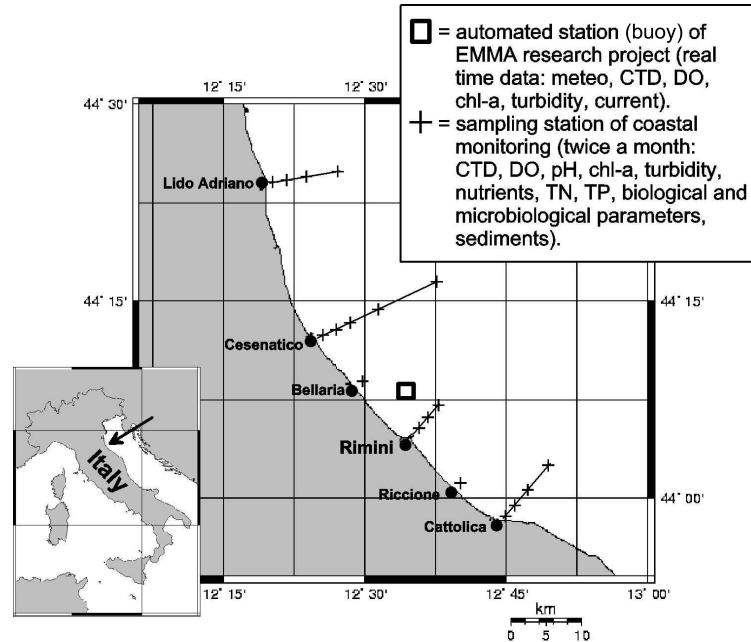 = automated station (buoy) of
EMMA research project (real
time data: meteo, CTD, DO,
chl-a, turbidity, current).
= sampling station of coastal
monitoring (twice a month:
CTD, DO, pH, chl-a, turbidity,
nutrients, TN, TP, biological and
microbiological parameters,
sediments).
12° 15' 12° 30'
44° 30'
Lido Adriano
44° 15' 44° 15'
Cesenatico
Bellaria
Rimini
Riccione
44° 00'
Cattolica
Italy
12° 15' 12° 30' 12° 45' 13° 00'
km
0 5 10